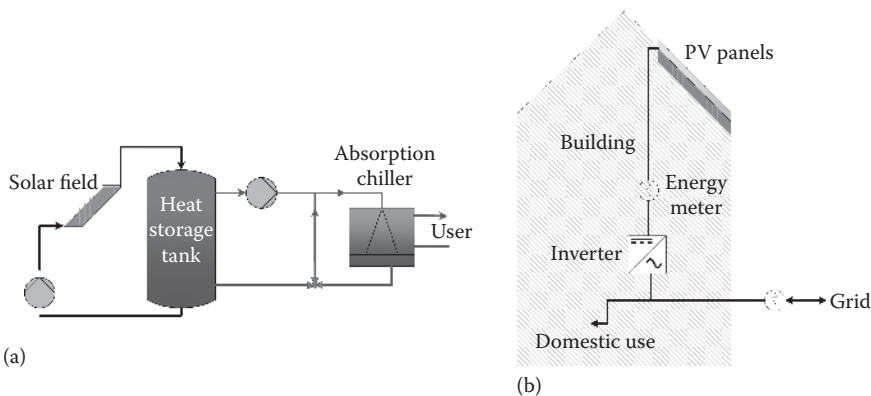 Solar field
Heat
storage
tank
Absorption
chiller
User
(a)
PV panels
Building
Energy
meter
Inverter
Grid
Domestic use
(b)